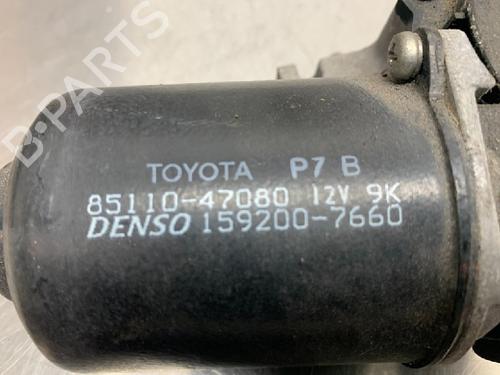 B-PARTS
TOYOTA P7 B
85110-47080 12V 9K
DENSO 159200-7660